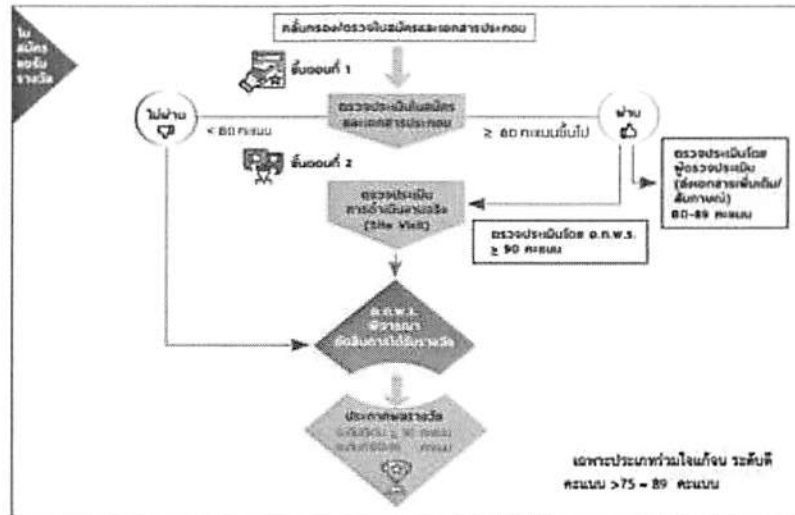 ใบ
สมัคร
ขอรับ
รางวัล
กลั่นกรอง/ตรวจใบสมัครและเอกสารประกอบ
ขั้นตอนที่ 1
ไม่ผ่าน
< 80 คะแนน
ตรวจประเมินใบสมัคร
และเอกสารประกอบ
≥ 80 คะแนนขึ้นไป
ผ่าน
ขั้นตอนที่ 2
ตรวจประเมิน
การดำเนินงานจริง
(Site Visit)
ตรวจประเมินโดย
ผู้ตรวจประเมิน
(ส่งเอกสารเพิ่มเติม/
สัมภาษณ์)
80-89 คะแนน
ตรวจประเมินโดย อ.ก.พ.ร.
≥ 90 คะแนน
อ.ก.พ.ร.
พิจารณา
ตัดสินการได้รับรางวัล
ประกาศผลรางวัล
≥ 90 คะแนน
คะแนน
เฉพาะประเภทร่วมใจแก้จน ระดับดี
คะแนน >75 – 89 คะแนน